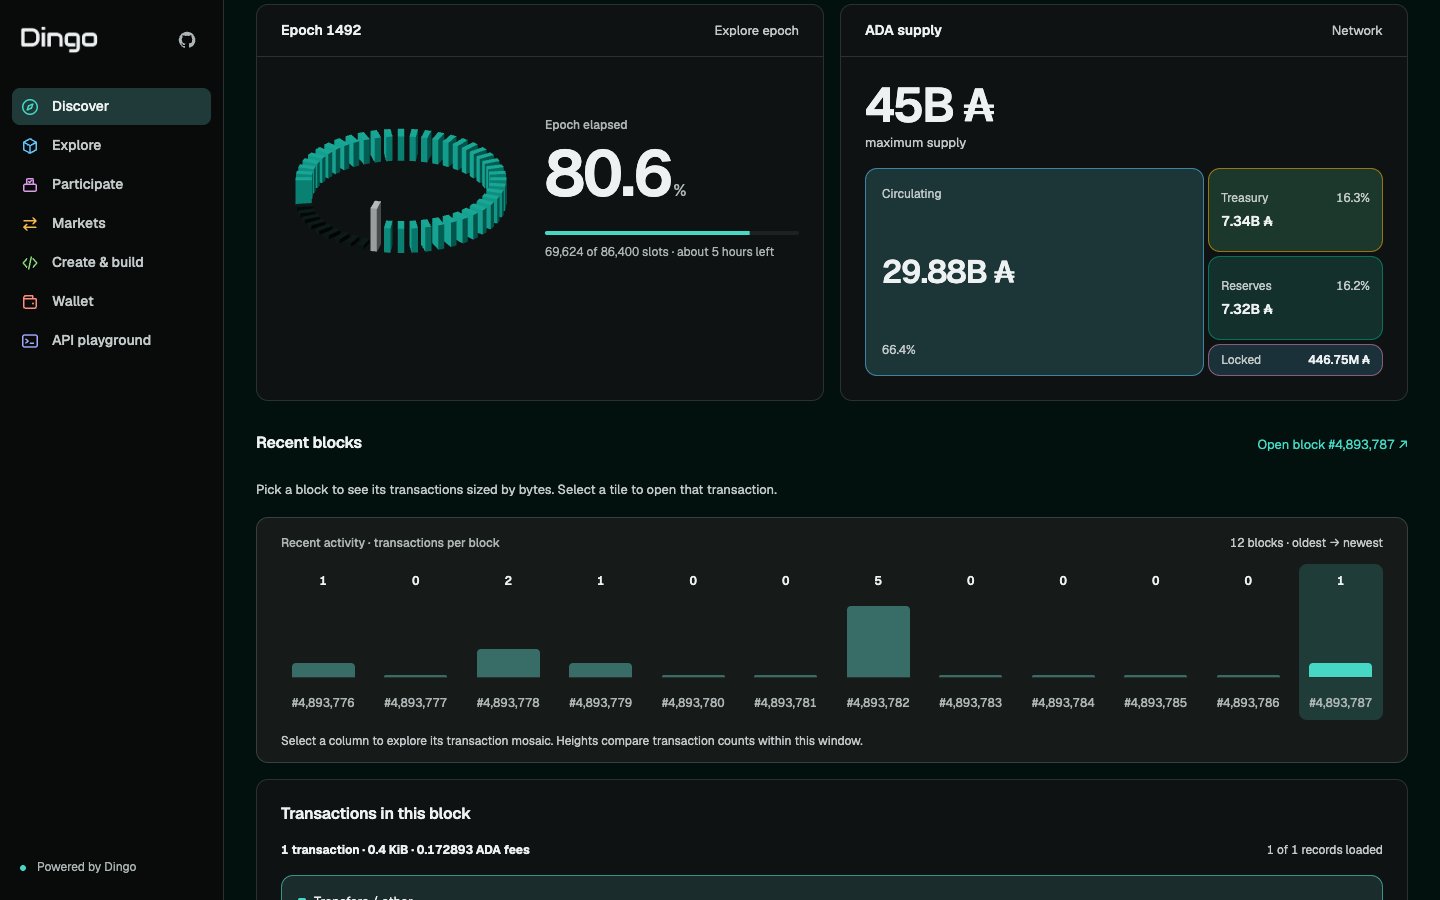 Dingo
Discover
Explore
Participate
Markets
Create & build
Wallet
API playground
Powered by Dingo
Epoch 1492
Explore epoch
Epoch elapsed
80.6%
69,624 of 86,400 slots · about 5 hours left
ADA supply
Network
45B ₳
maximum supply
Circulating
29.88B ₳
66.4%
Treasury 16.3%
7.34B ₳
Reserves 16.2%
7.32B ₳
Locked 446.75M ₳
Recent blocks
Open block #4,893,787 ↗
Pick a block to see its transactions sized by bytes. Select a tile to open that transaction.
Recent activity · transactions per block
12 blocks · oldest → newest
1 0 2 1 0 0 5 0 0 0 0 1
#4,893,776 #4,893,777 #4,893,778 #4,893,779 #4,893,780 #4,893,781 #4,893,782 #4,893,783 #4,893,784 #4,893,785 #4,893,786 #4,893,787
Select a column to explore its transaction mosaic. Heights compare transaction counts within this window.
Transactions in this block
1 transaction · 0.4 KiB · 0.172893 ADA fees
1 of 1 records loaded
Transfers / other